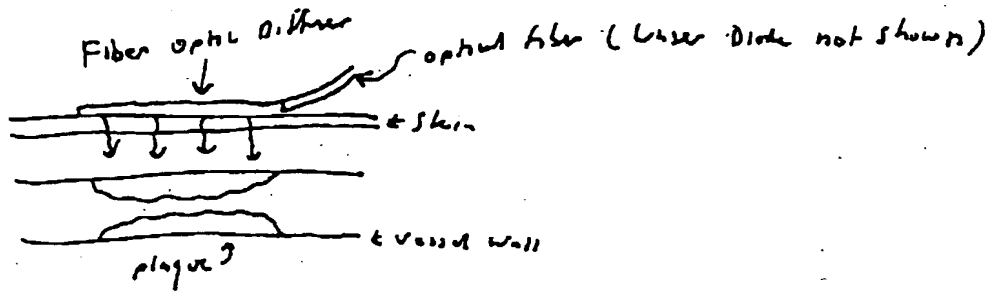 Fiber optic Diffuser
optical fiber (Laser Diode not shown)
skin
vessel wall
plaque